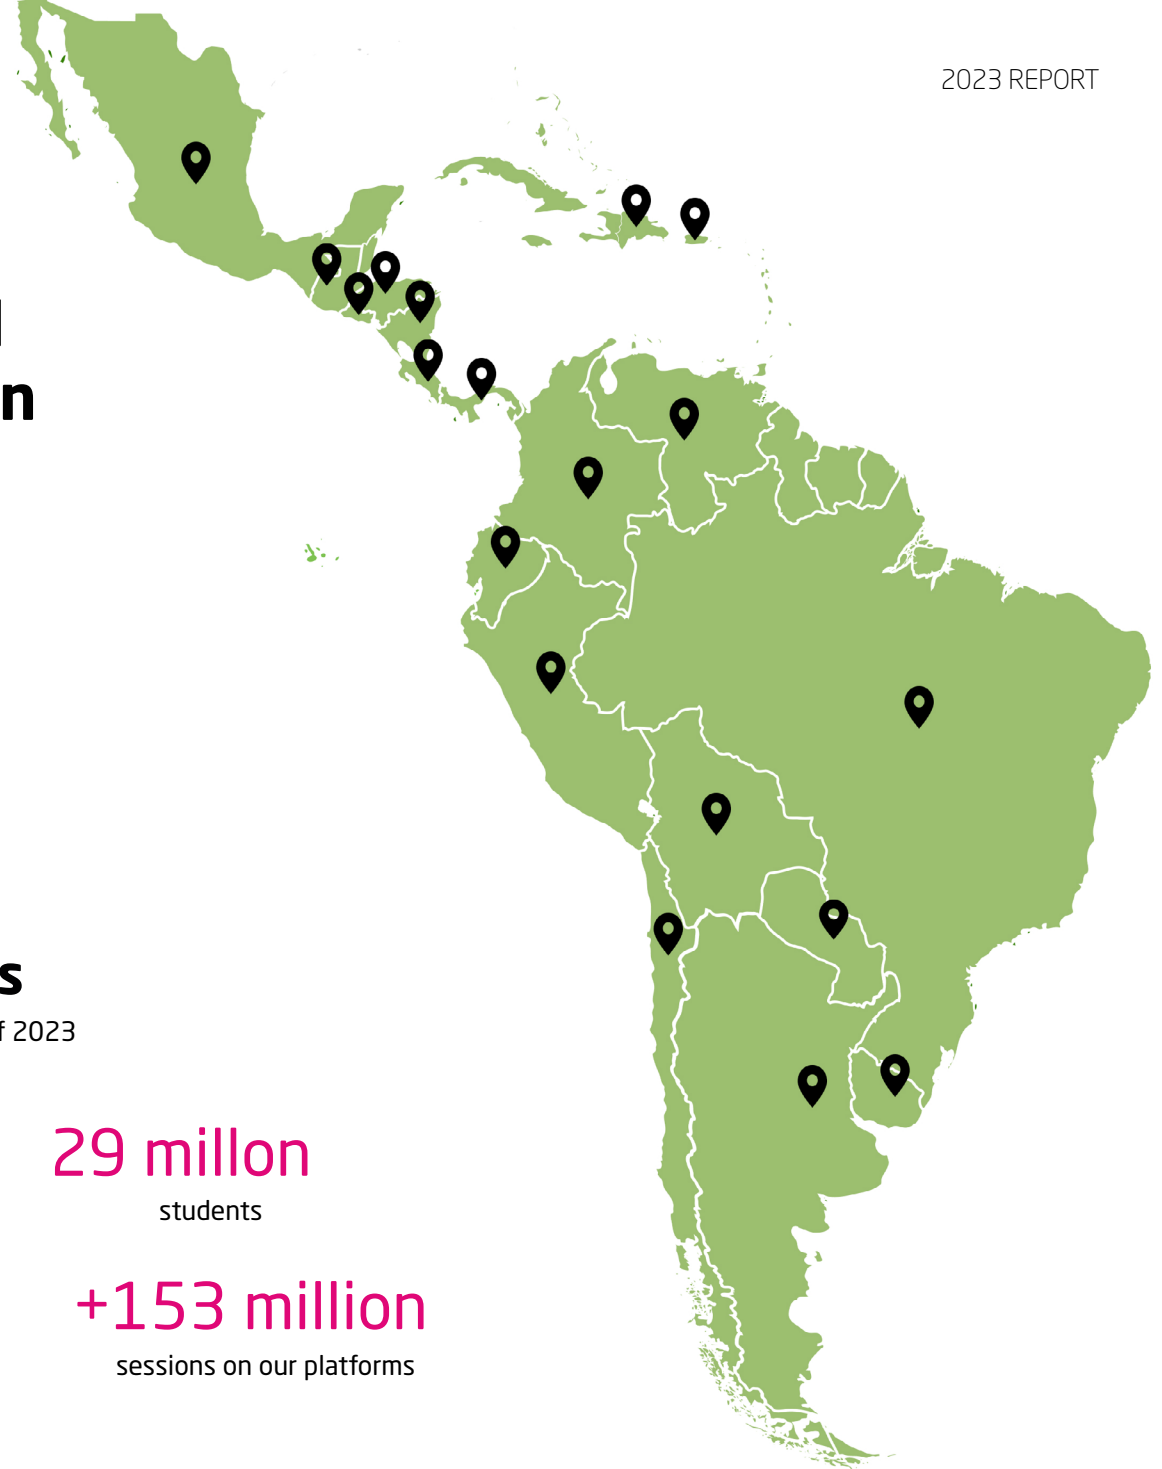 2023 REPORT
n
s
f 2023
29 millon
students
+153 million
sessions on our platforms